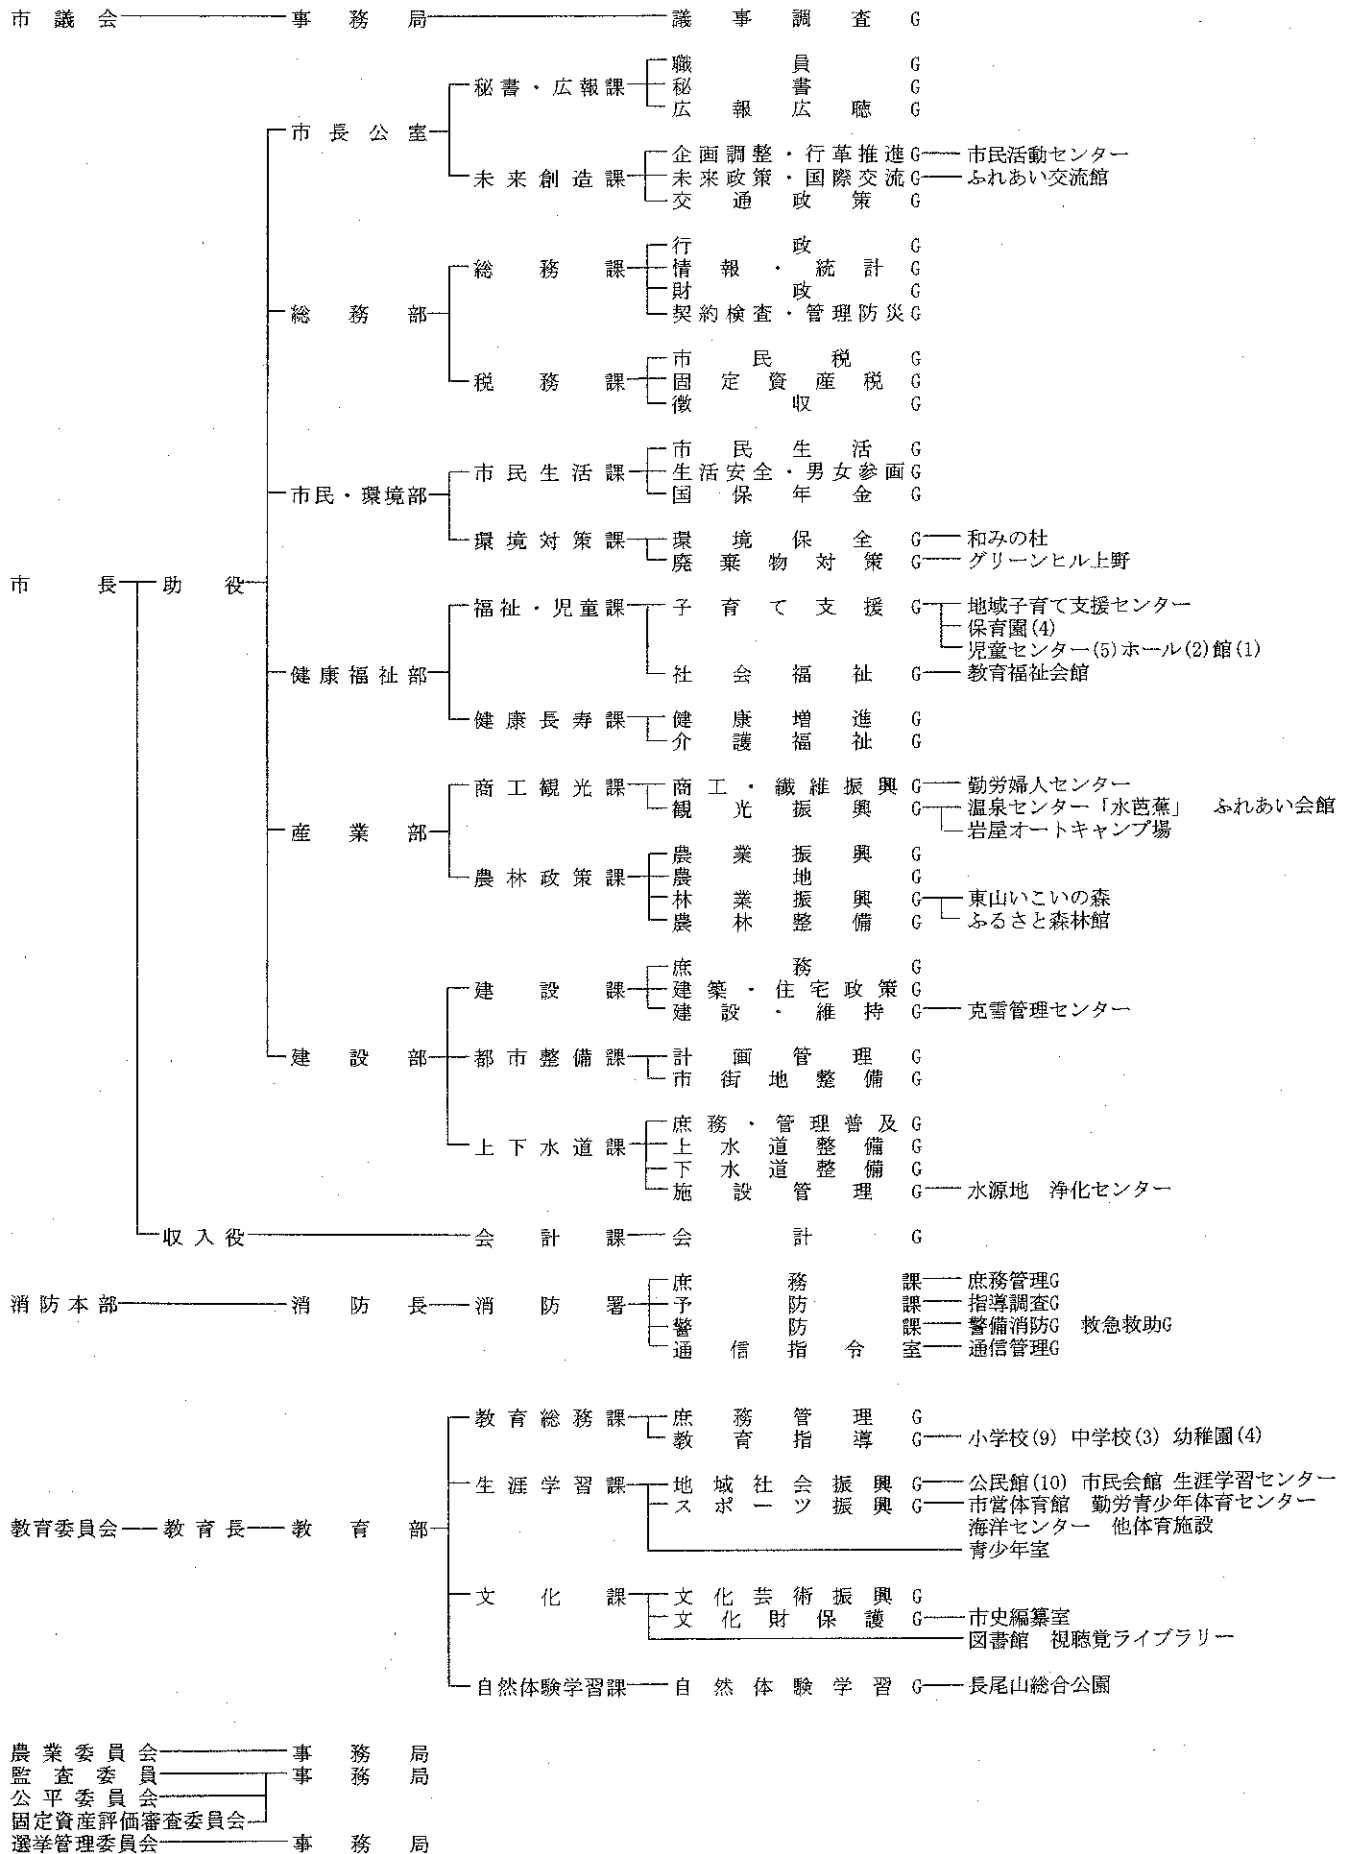 市議会 事務局 議事調査G
職員G
秘書・広報課 秘書G
広報広聴G
市長公室
企画調整・行革推進G 市民活動センター
未来創造課 未来政策・国際交流G ふれあい交流館
交通政策G
行政G
総務課 情報・統計G
財政G
総務部 契約検査・管理防災G
市民税G
税務課 固定資産税G
徴収G
市民生活G
市民生活課 生活安全・男女参画G
市民・環境部 国保年金G
環境対策課 環境保全G 和みの杜
廃棄物対策G グリーンヒル上野
市長 助役
福祉・児童課 子育て支援G 地域子育て支援センター
保育園(4)
児童センター(5)ホール(2)館(1)
健康福祉部 社会福祉G 教育福祉会館
健康長寿課 健康増進G
介護福祉G
商工観光課 商工・繊維振興G 勤労婦人センター
観光振興G 温泉センター「水芭蕉」 ふれあい会館
産業部 岩屋オートキャンプ場
農業振興G
農林政策課 農地G
林業振興G 東山いこいの森
農林整備G ふるさと森林館
庶務G
建設課 建築・住宅政策G
建設・維持G 克雪管理センター
建設部 都市整備課 計画管理G
市街地整備G
庶務・管理普及G
上下水道課 上水道整備G
下水道整備G
施設管理G 水源地 浄化センター
収入役 会計課 会計G
庶務課 庶務管理G
消防本部 消防長 消防署 予防課 指導調査G
警防課 警備消防G 救急救助G
通信指令室 通信管理G
教育総務課 庶務管理G
教育指導G 小学校(9) 中学校(3) 幼稚園(4)
生涯学習課 地域社会振興G 公民館(10) 市民会館 生涯学習センター
スポーツ振興G 市営体育館 勤労青少年体育センター
教育委員会 教育長 教育部 海洋センター 他体育施設
青少年室
文化課 文化芸術振興G
文化財保護G 市史編纂室
図書館 視聴覚ライブラリー
自然体験学習課 自然体験学習G 長尾山総合公園
農業委員会 事務局
監査委員 事務局
公平委員会
固定資産評価審査委員会
選挙管理委員会 事務局